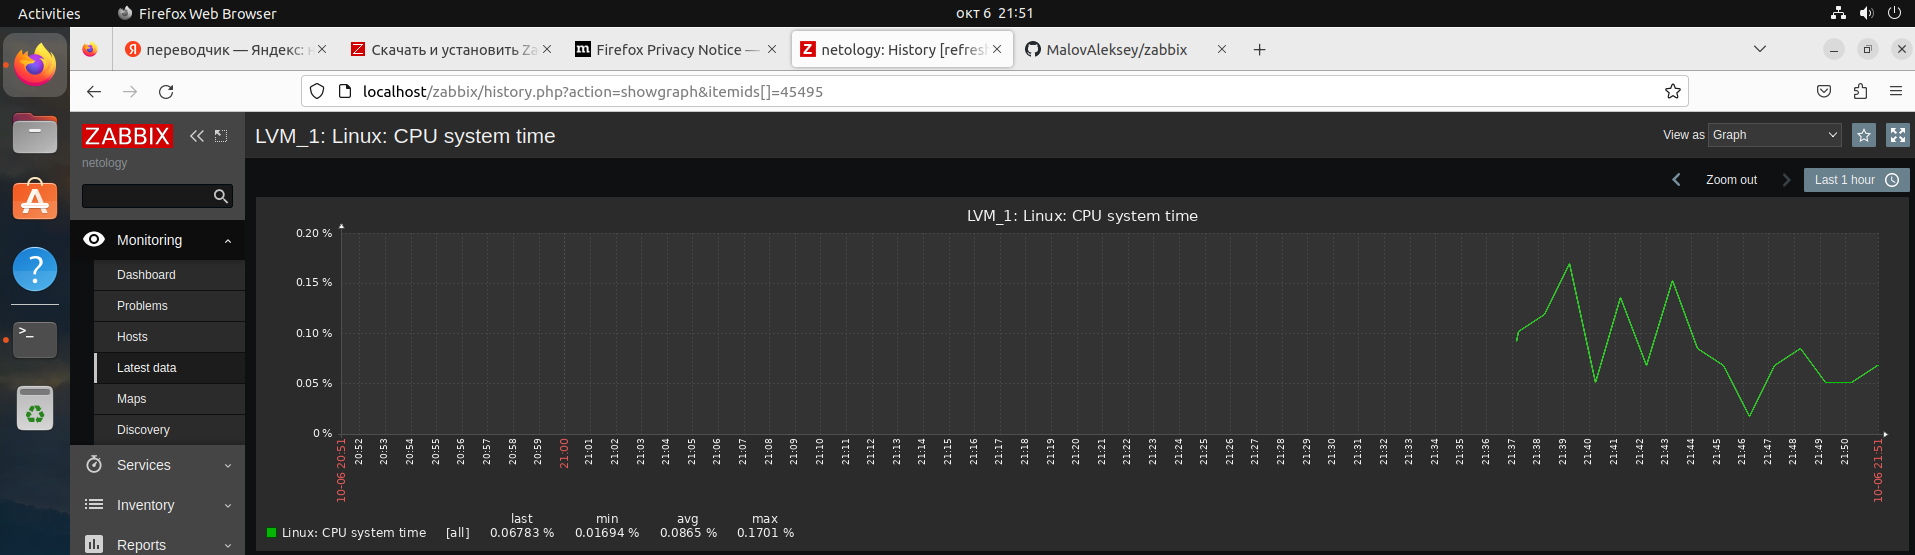 Activities Firefox Web Browser окт 6 21:51
переводчик — Яндекс: н Скачать и установить Za Firefox Privacy Notice — netology: History [refres MalovAleksey/zabbix
localhost/zabbix/history.php?action=showgraph&itemids[]=45495
ZABBIX
netology
Monitoring
Dashboard
Problems
Hosts
Latest data
Maps
Discovery
Services
Inventory
Reports
LVM_1: Linux: CPU system time
View as Graph
Zoom out Last 1 hour
LVM_1: Linux: CPU system time
0.20 %
0.15 %
0.10 %
0.05 %
0 %
10-06 20:51 20:52 20:53 20:54 20:55 20:56 20:57 20:58 20:59 21:00 21:01 21:02 21:03 21:04 21:05 21:06 21:07 21:08 21:09 21:10 21:11 21:12 21:13 21:14 21:15 21:16 21:17 21:18 21:19 21:20 21:21 21:22 21:23 21:24 21:25 21:26 21:27 21:28 21:29 21:30 21:31 21:32 21:33 21:34 21:35 21:36 21:37 21:38 21:39 21:40 21:41 21:42 21:43 21:44 21:45 21:46 21:47 21:48 21:49 21:50 10-06 21:51
last min avg max
Linux: CPU system time [all] 0.06783 % 0.01694 % 0.0865 % 0.1701 %